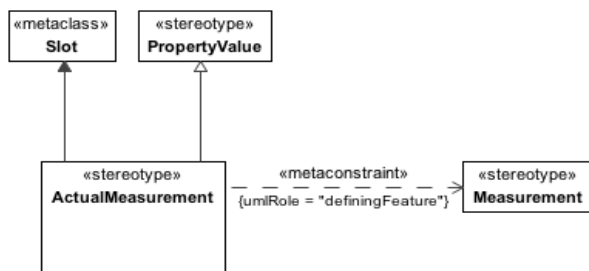 «metaclass»
Slot
«stereotype»
PropertyValue
«stereotype»
ActualMeasurement
«metaconstraint»
{umlRole = "definingFeature"}
«stereotype»
Measurement